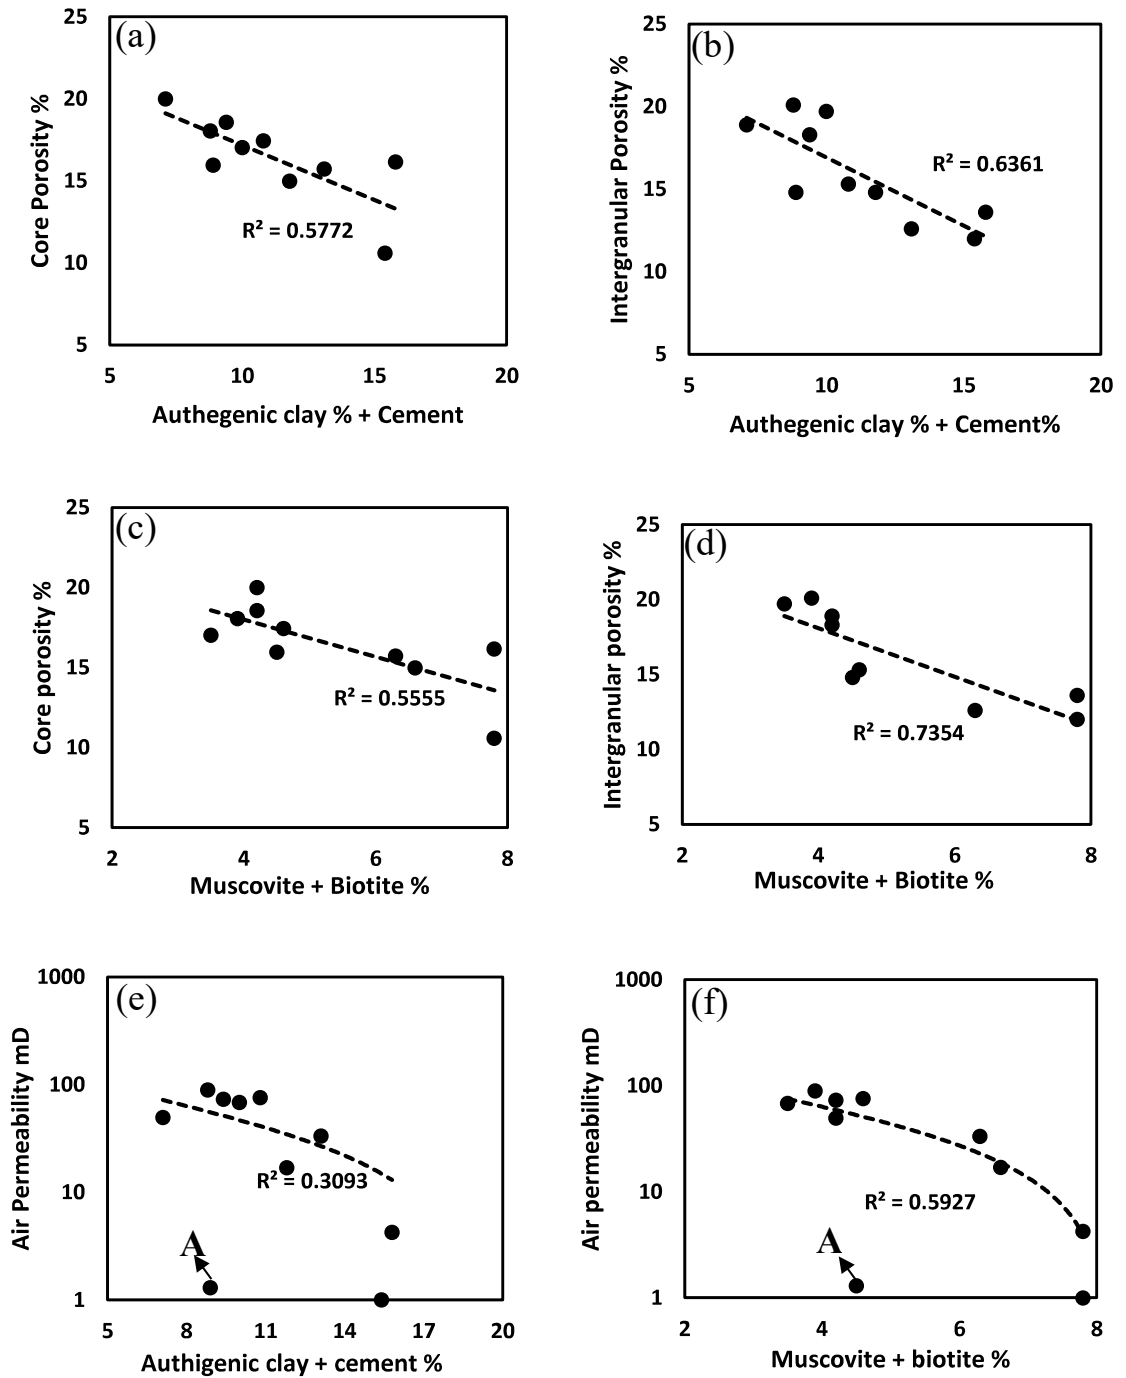 (a)
25
20
15
10
5
Core Porosity %
R² = 0.5772
5 10 15 20
Authegenic clay % + Cement
(b)
25
20
15
10
5
Intergranular Porosity %
R² = 0.6361
5 10 15 20
Authegenic clay % + Cement%
(c)
25
20
15
10
5
Core porosity %
R² = 0.5555
2 4 6 8
Muscovite + Biotite %
(d)
25
20
15
10
5
Intergranular porosity %
R² = 0.7354
2 4 6 8
Muscovite + Biotite %
(e)
1000
100
10
1
Air Permeability mD
R² = 0.3093
A
5 8 11 14 17 20
Authigenic clay + cement %
(f)
1000
100
10
1
Air permeability mD
R² = 0.5927
A
2 4 6 8
Muscovite + biotite %